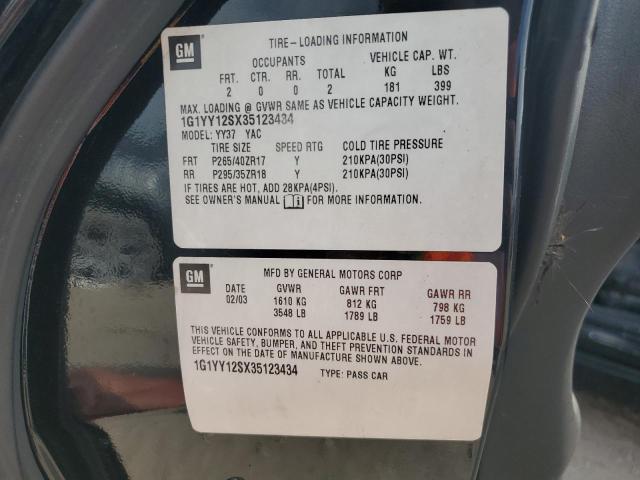 GM
TIRE-LOADING INFORMATION
OCCUPANTS VEHICLE CAP. WT.
FRT. CTR. RR. TOTAL KG LBS
2 0 0 2 181 399
MAX. LOADING @ GVWR SAME AS VEHICLE CAPACITY WEIGHT.
1G1YY12SX35123434
MODEL: YY37 YAC
TIRE SIZE SPEED RTG COLD TIRE PRESSURE
FRT P265/40ZR17 Y 210KPA(30PSI)
RR P295/35ZR18 Y 210KPA(30PSI)
IF TIRES ARE HOT, ADD 28KPA(4PSI).
SEE OWNER'S MANUAL FOR MORE INFORMATION.
GM
MFD BY GENERAL MOTORS CORP
DATE GVWR GAWR FRT GAWR RR
02/03 1610 KG 812 KG 798 KG
3548 LB 1789 LB 1759 LB
THIS VEHICLE CONFORMS TO ALL APPLICABLE U.S. FEDERAL MOTOR
VEHICLE SAFETY, BUMPER, AND THEFT PREVENTION STANDARDS IN
EFFECT ON THE DATE OF MANUFACTURE SHOWN ABOVE.
1G1YY12SX35123434 TYPE: PASS CAR